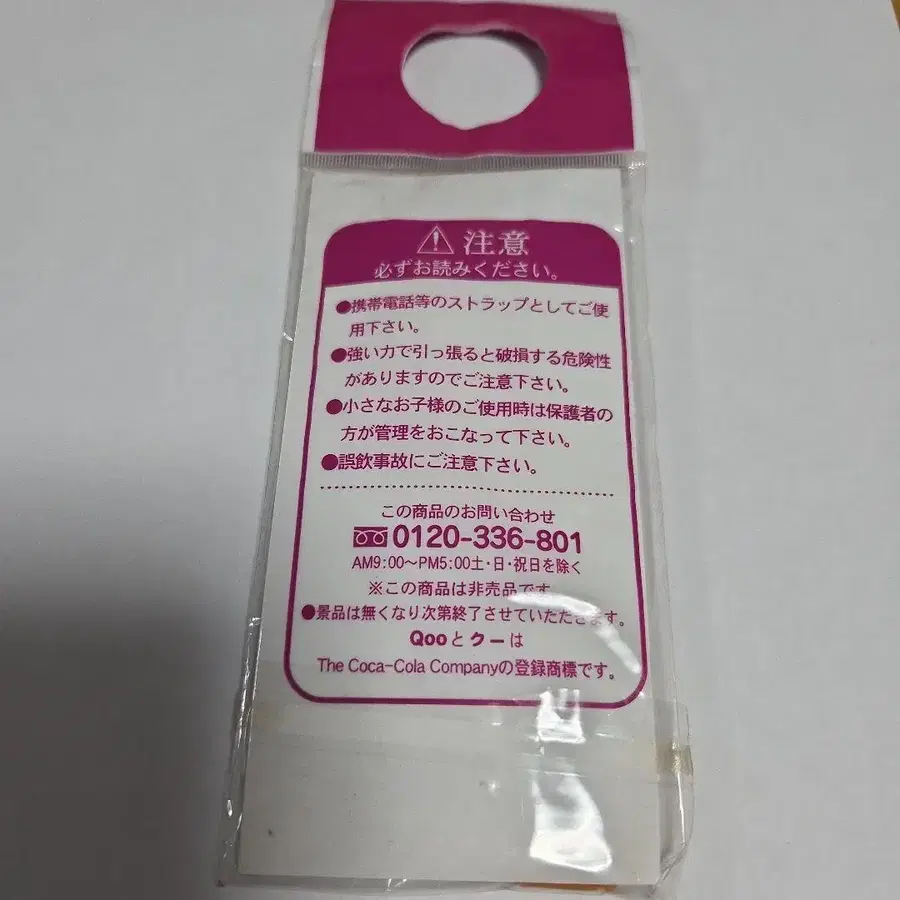 注意
必ずお読みください。
●携帯電話等のストラップとしてご使
用下さい。
●強い力で引っ張ると破損する危険性
がありますのでご注意下さい。
●小さなお子様のご使用時は保護者の
方が管理をおこなって下さい。
●誤飲事故にご注意下さい。
この商品のお問い合わせ
0120-336-801
AM9:00〜PM5:00土・日・祝日を除く
※この商品は非売品です
●景品は無くなり次第終了させていただきます。
Qooとクーは
The Coca-Cola Companyの登録商標です。